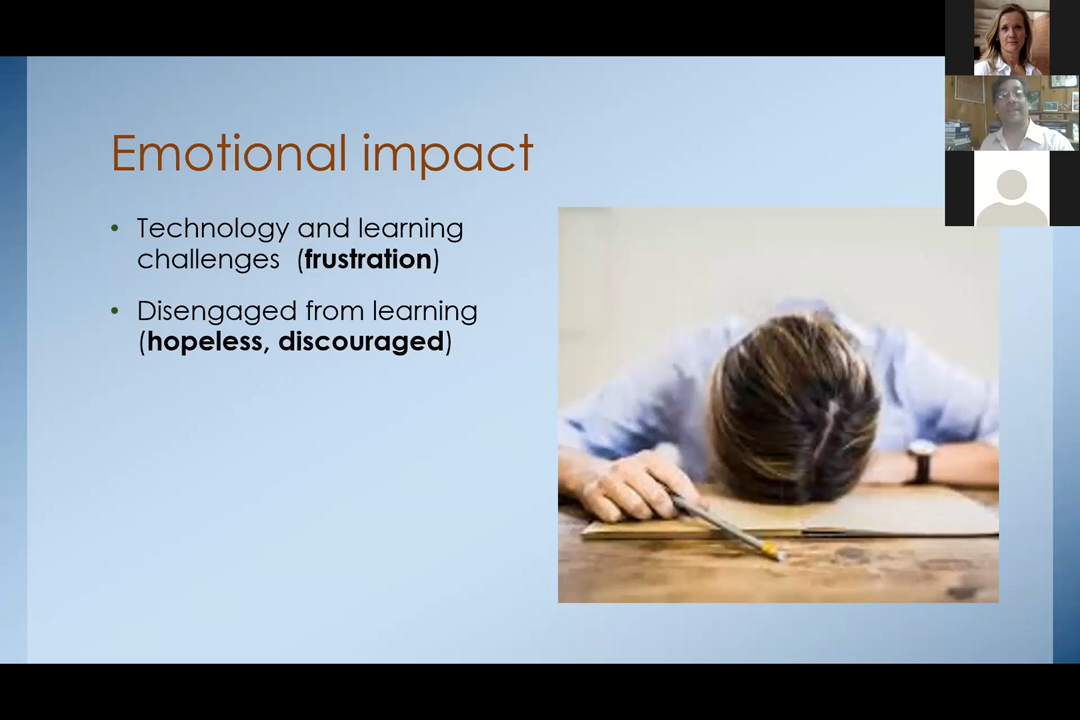 Emotional impact
• Technology and learning
challenges (frustration)
• Disengaged from learning
(hopeless, discouraged)